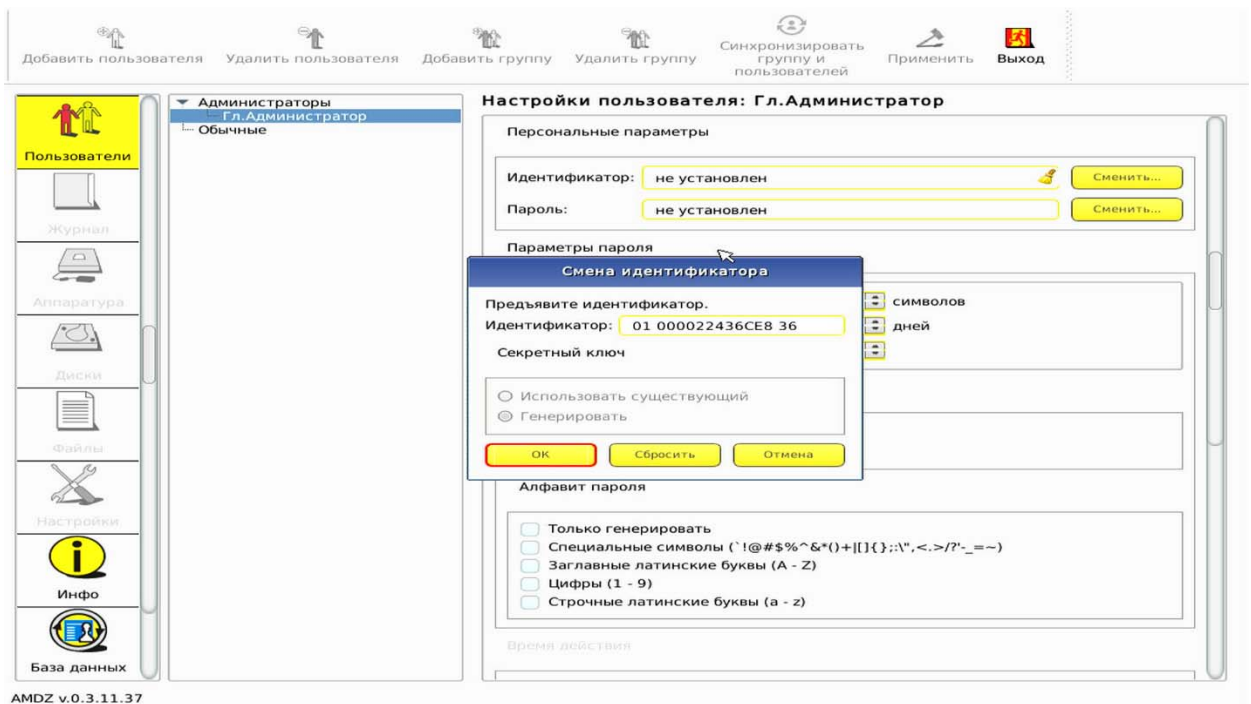 Добавить пользователя
Удалить пользователя
Добавить группу
Удалить группу
Синхронизировать
группу и
пользователей
Применить
Выход
Пользователи
Журнал
Аппаратура
Диски
Файлы
Настройки
Инфо
База данных
Администраторы
Гл.Администратор
Обычные
Настройки пользователя: Гл.Администратор
Персональные параметры
Идентификатор: не установлен Сменить...
Пароль: не установлен Сменить...
Параметры пароля
символов
дней
Смена идентификатора
Предъявите идентификатор.
Идентификатор: 01 000022436CE8 36
Секретный ключ
Использовать существующий
Генерировать
OK Сбросить Отмена
Алфавит пароля
Только генерировать
Специальные символы (`!@#$%^&*()+|[]{};:\",<.>/?'-_=~)
Заглавные латинские буквы (A - Z)
Цифры (1 - 9)
Строчные латинские буквы (a - z)
Время действия
AMDZ v.0.3.11.37